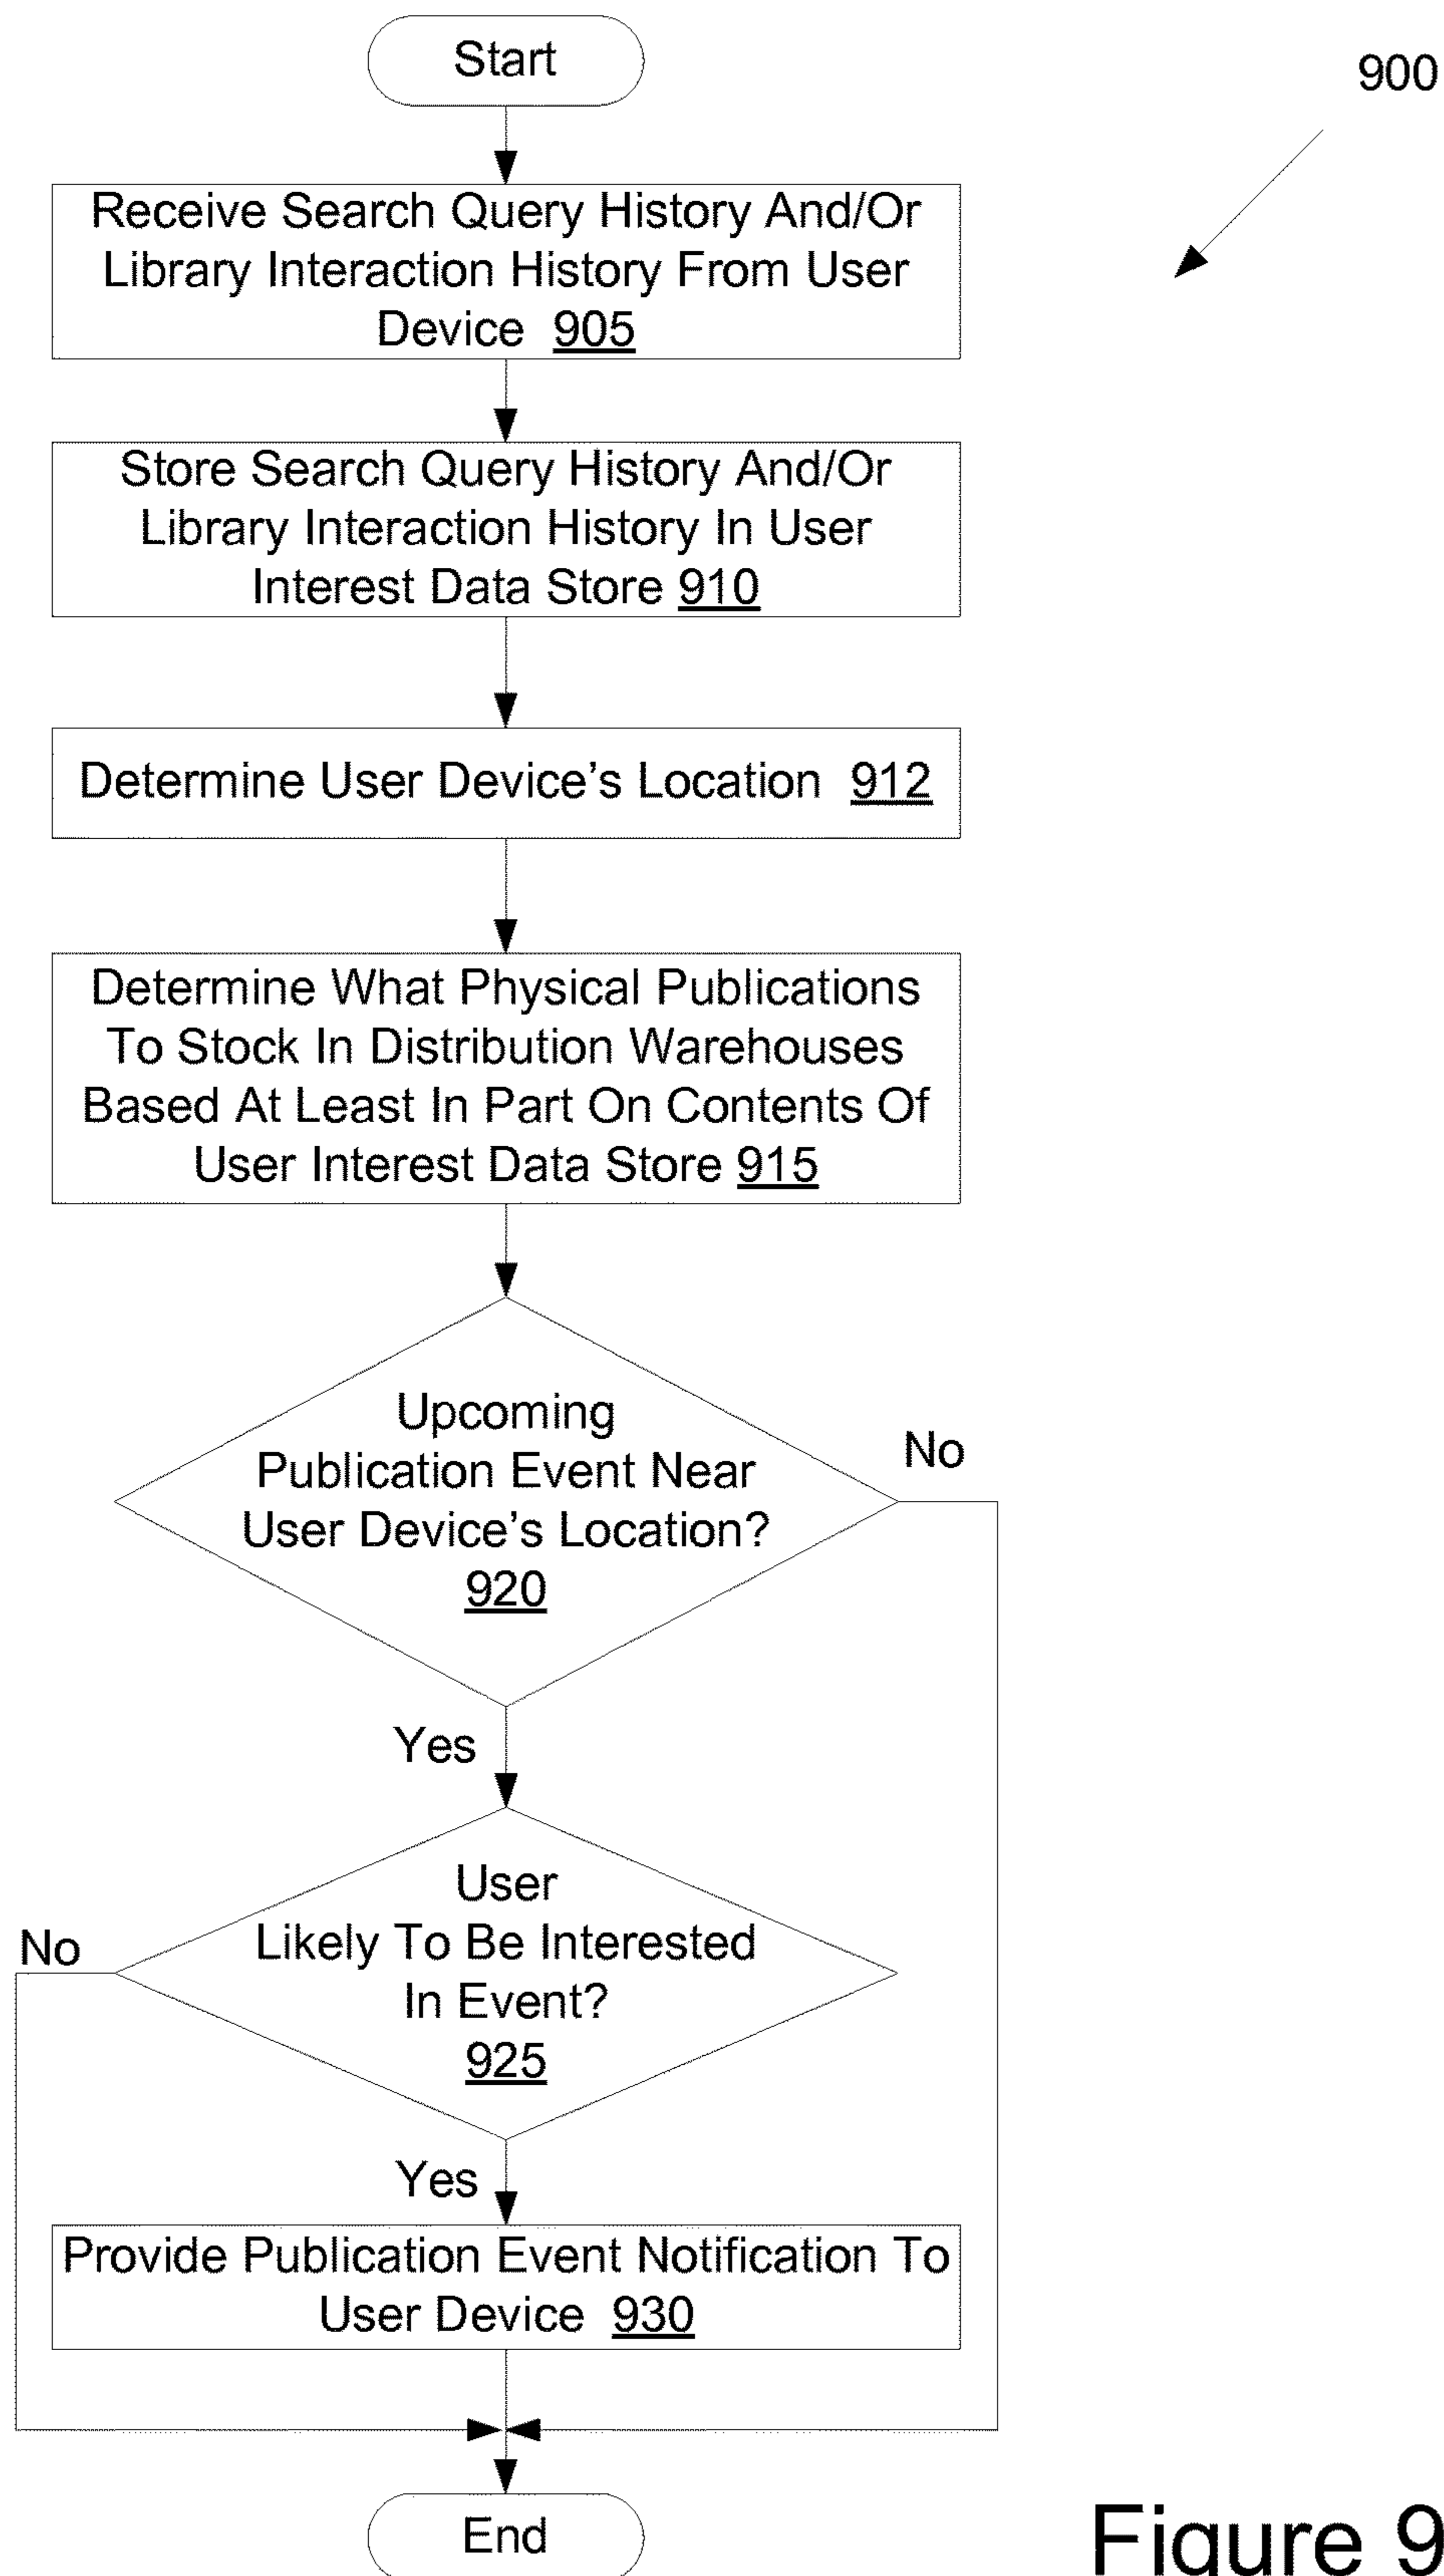 Start
900
Receive Search Query History And/Or
Library Interaction History From User
Device 905
Store Search Query History And/Or
Library Interaction History In User
Interest Data Store 910
Determine User Device's Location 912
Determine What Physical Publications
To Stock In Distribution Warehouses
Based At Least In Part On Contents Of
User Interest Data Store 915
Upcoming
Publication Event Near
User Device's Location?
920
No
Yes
User
Likely To Be Interested
In Event?
925
No
Yes
Provide Publication Event Notification To
User Device 930
End
Figure 9